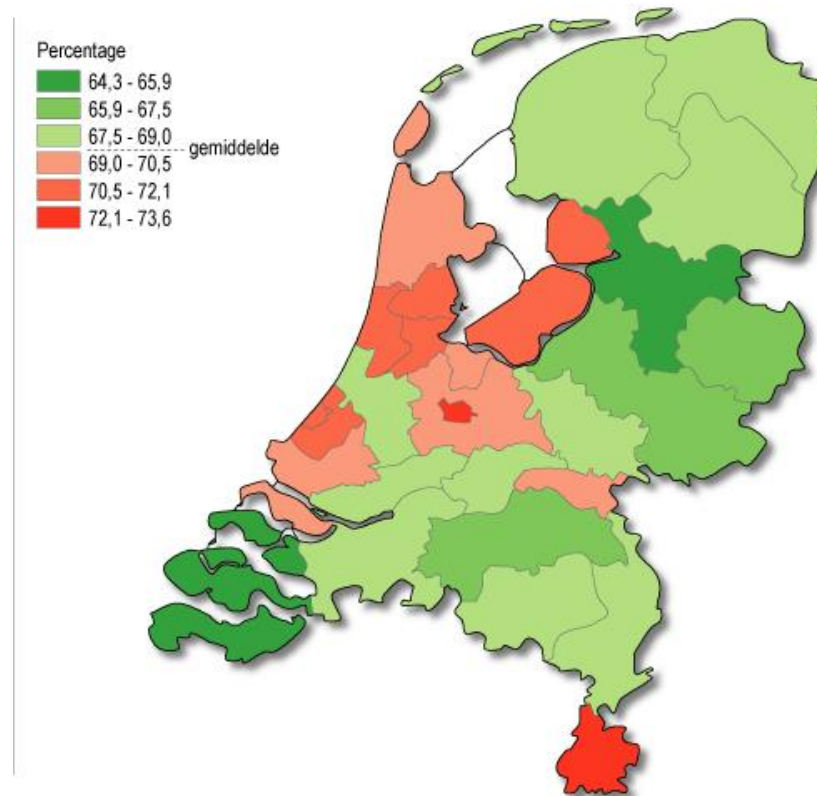 Percentage
64,3 - 65,9
65,9 - 67,5
67,5 - 69,0
gemiddelde
69,0 - 70,5
70,5 - 72,1
72,1 - 73,6